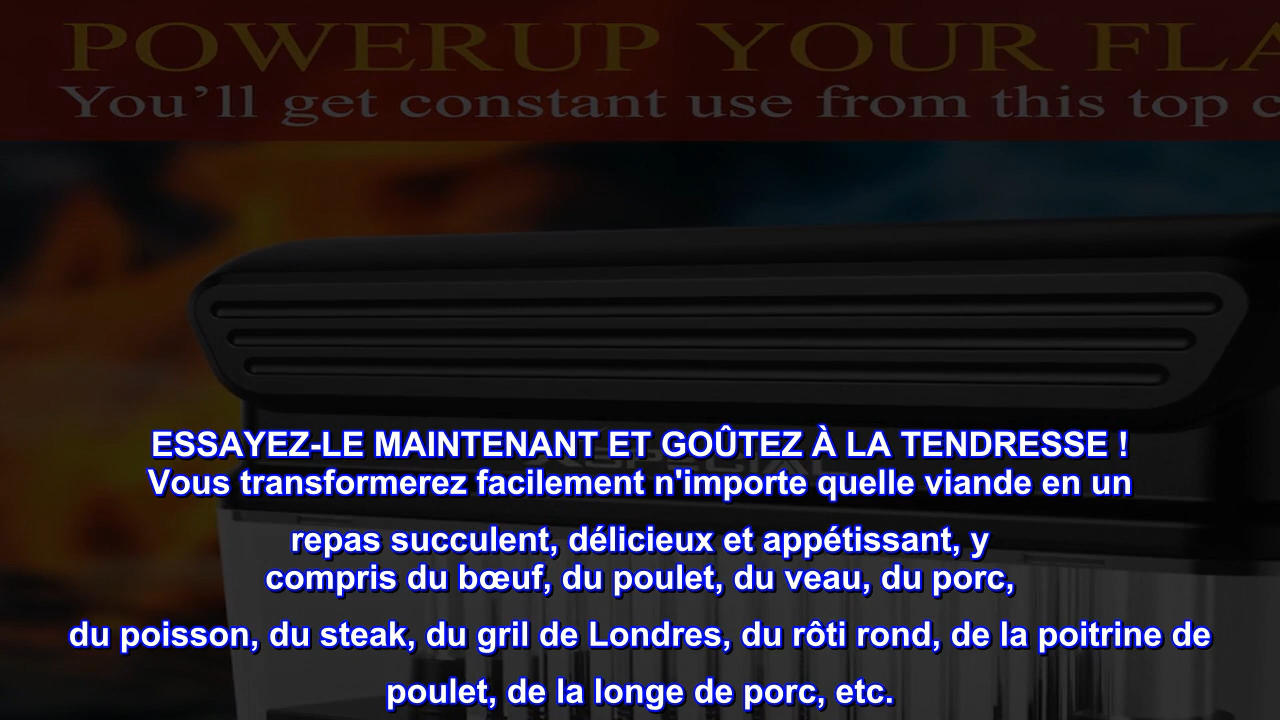 POWERUP YOUR FLA
You'll get constant use from this top c
ESSAYEZ-LE MAINTENANT ET GOÛTEZ À LA TENDRESSE !
Vous transformerez facilement n'importe quelle viande en un
repas succulent, délicieux et appétissant, y
compris du bœuf, du poulet, du veau, du porc,
du poisson, du steak, du gril de Londres, du rôti rond, de la poitrine de
poulet, de la longe de porc, etc.